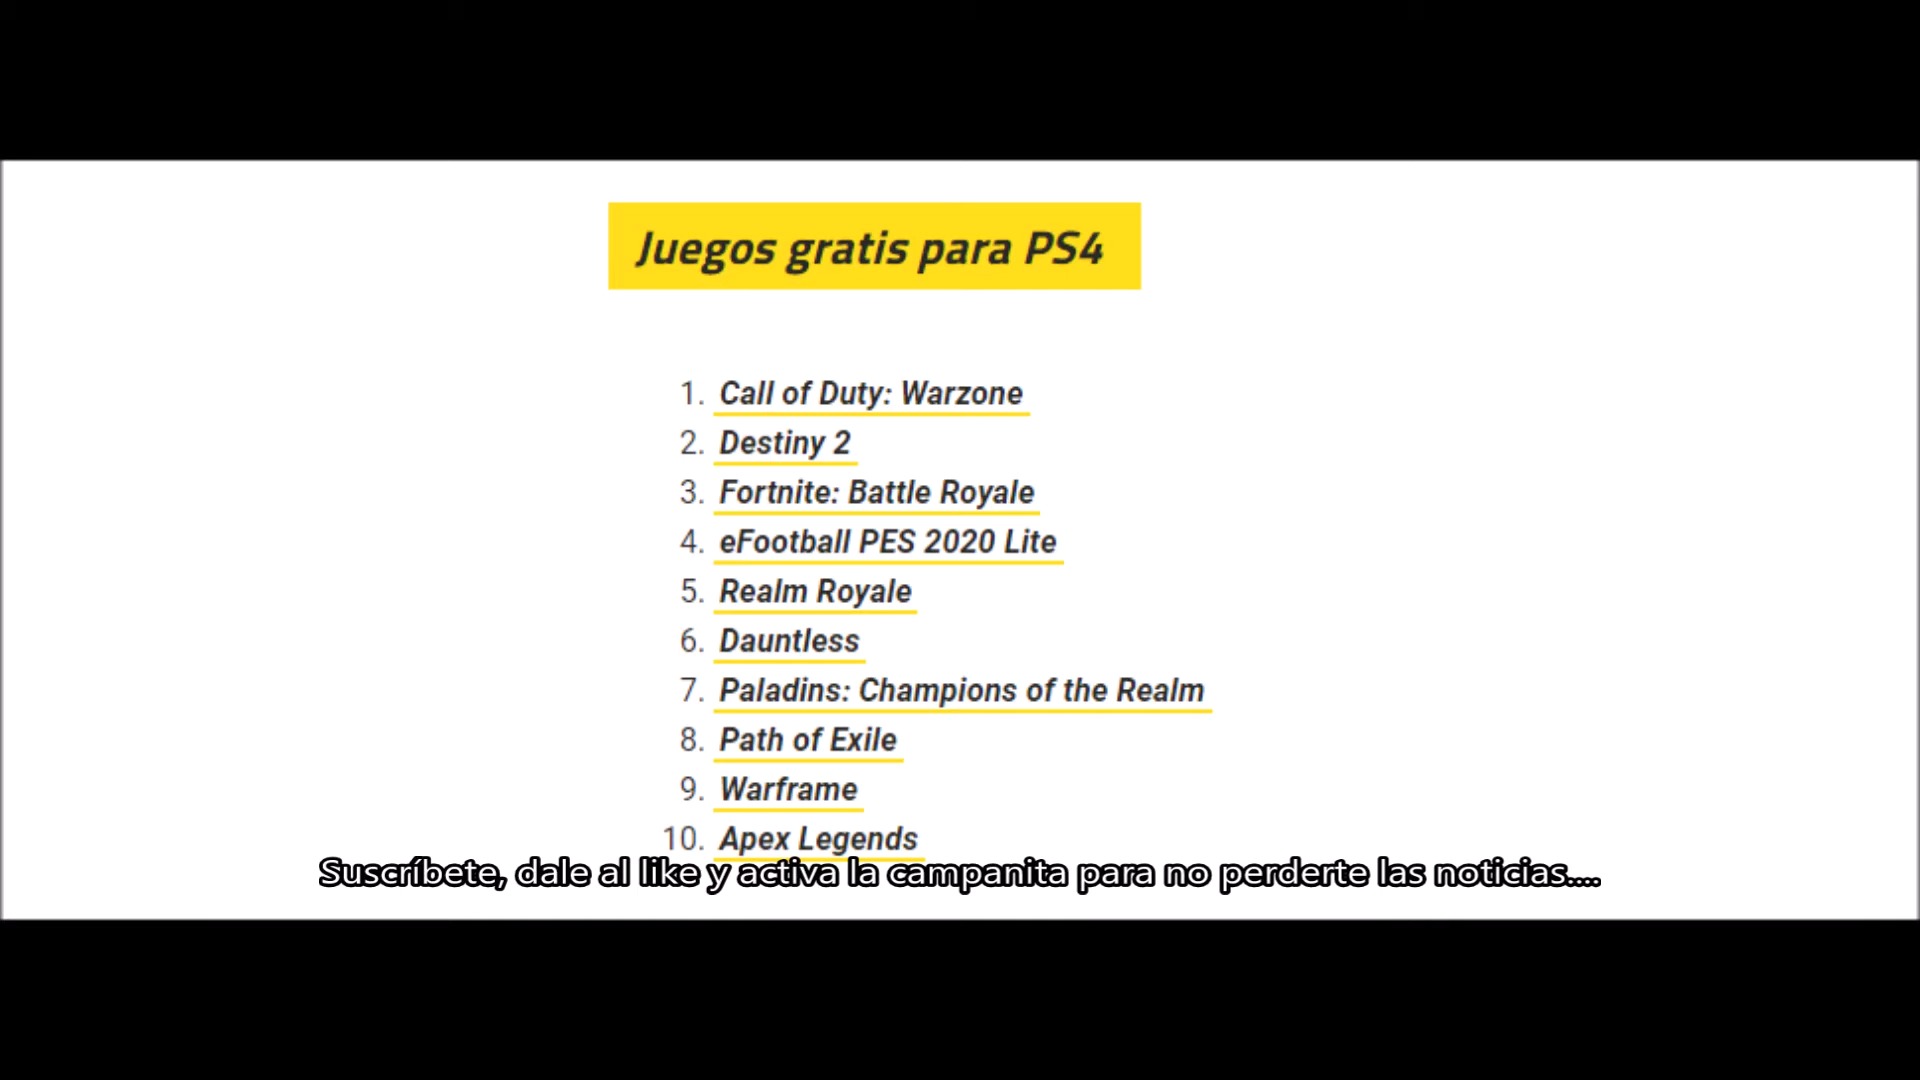 Juegos gratis para PS4
1. Call of Duty: Warzone
2. Destiny 2
3. Fortnite: Battle Royale
4. eFootball PES 2020 Lite
5. Realm Royale
6. Dauntless
7. Paladins: Champions of the Realm
8. Path of Exile
9. Warframe
10. Apex Legends
Suscríbete, dale al like y activa la campanita para no perderte las noticias....